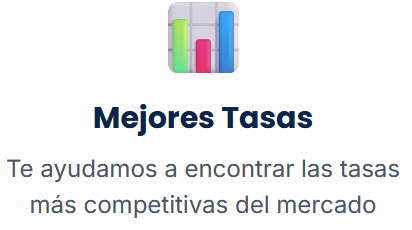 Mejores Tasas
Te ayudamos a encontrar las tasas
más competitivas del mercado